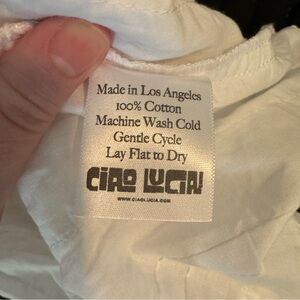 Made in Los Angeles
100% Cotton
Machine Wash Cold
Gentle Cycle
Lay Flat to Dry
CIAO LUCIA!
WWW.CIAOLUCIA.COM